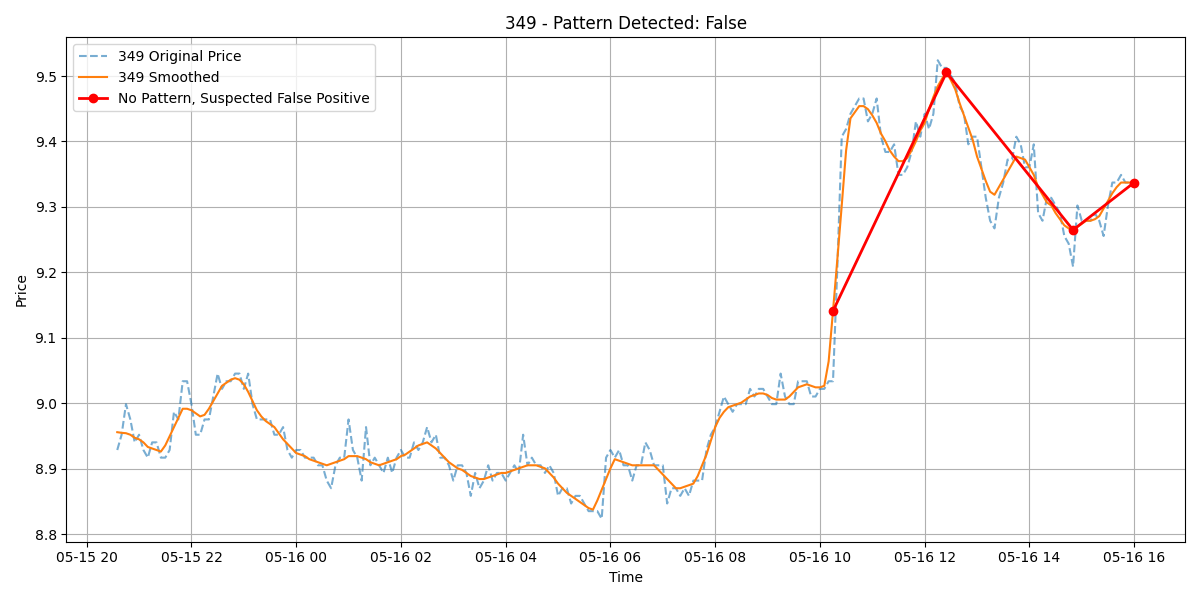 349 - Pattern Detected: False
349 Original Price
349 Smoothed
No Pattern, Suspected False Positive
Price
9.5
9.4
9.3
9.2
9.1
9.0
8.9
8.8
05-15 20 05-15 22 05-16 00 05-16 02 05-16 04 05-16 06 05-16 08 05-16 10 05-16 12 05-16 14 05-16 16
Time